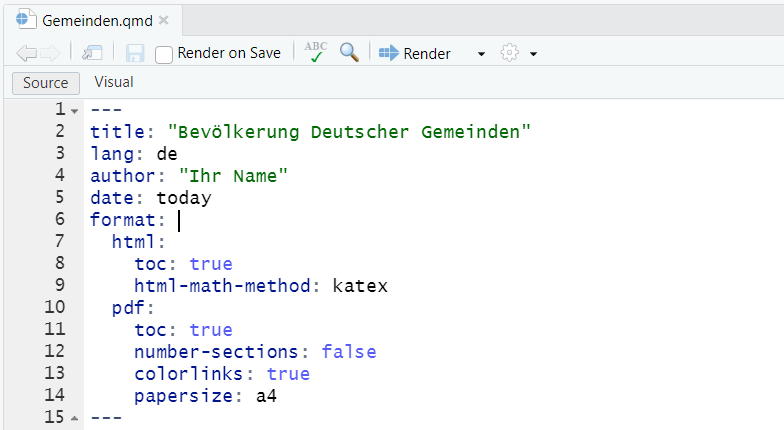 Gemeinden.qmd
Render on Save ABC Render
Source Visual
1 ---
2 title: "Bevölkerung Deutscher Gemeinden"
3 lang: de
4 author: "Ihr Name"
5 date: today
6 format:
7   html:
8     toc: true
9     html-math-method: katex
10   pdf:
11     toc: true
12     number-sections: false
13     colorlinks: true
14     papersize: a4
15 ---